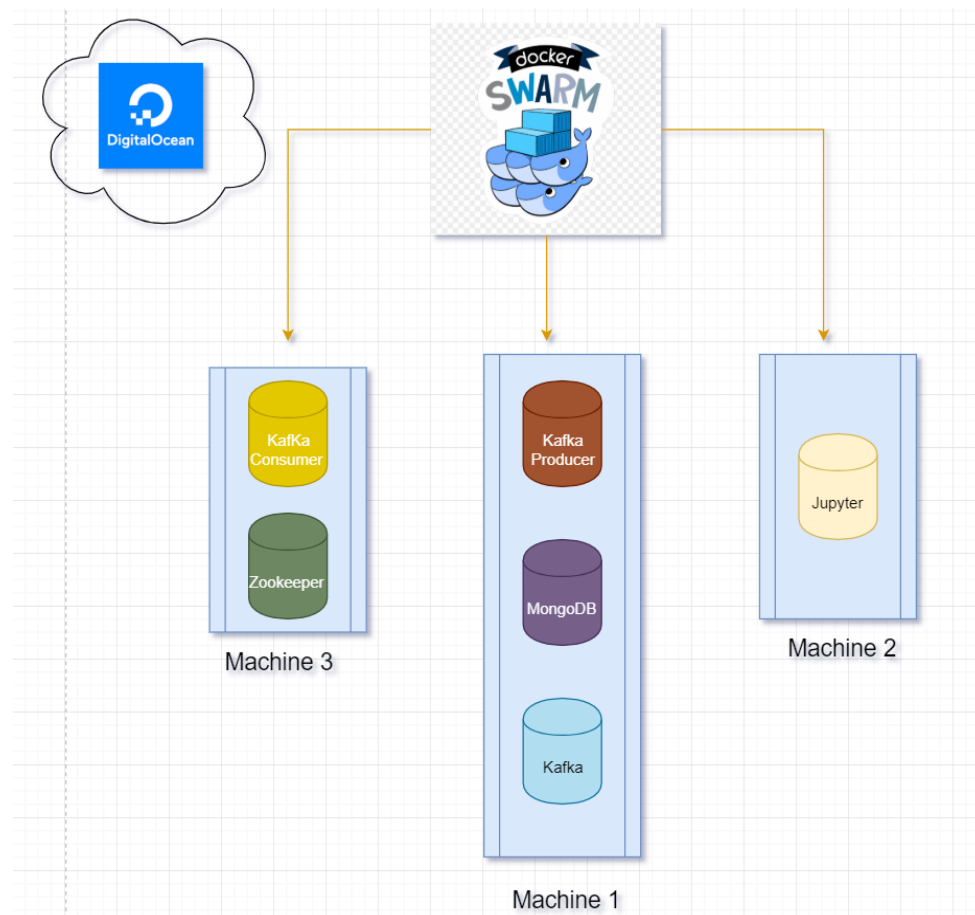 DigitalOcean
docker
SWARM
KafKa
Consumer
Zookeeper
Machine 3
Kafka
Producer
MongoDB
Kafka
Machine 1
Jupyter
Machine 2